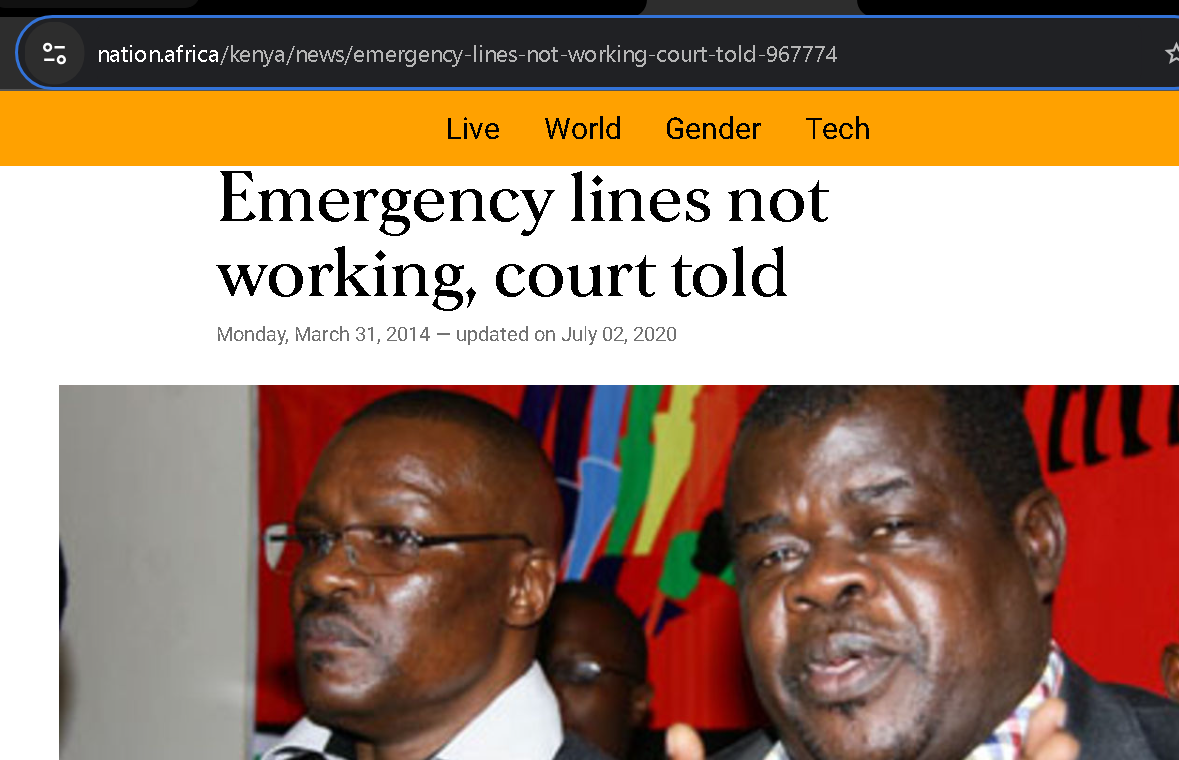 nation.africa/kenya/news/emergency-lines-not-working-court-told-967774
Live World Gender Tech
Emergency lines not
working, court told
Monday, March 31, 2014 — updated on July 02, 2020